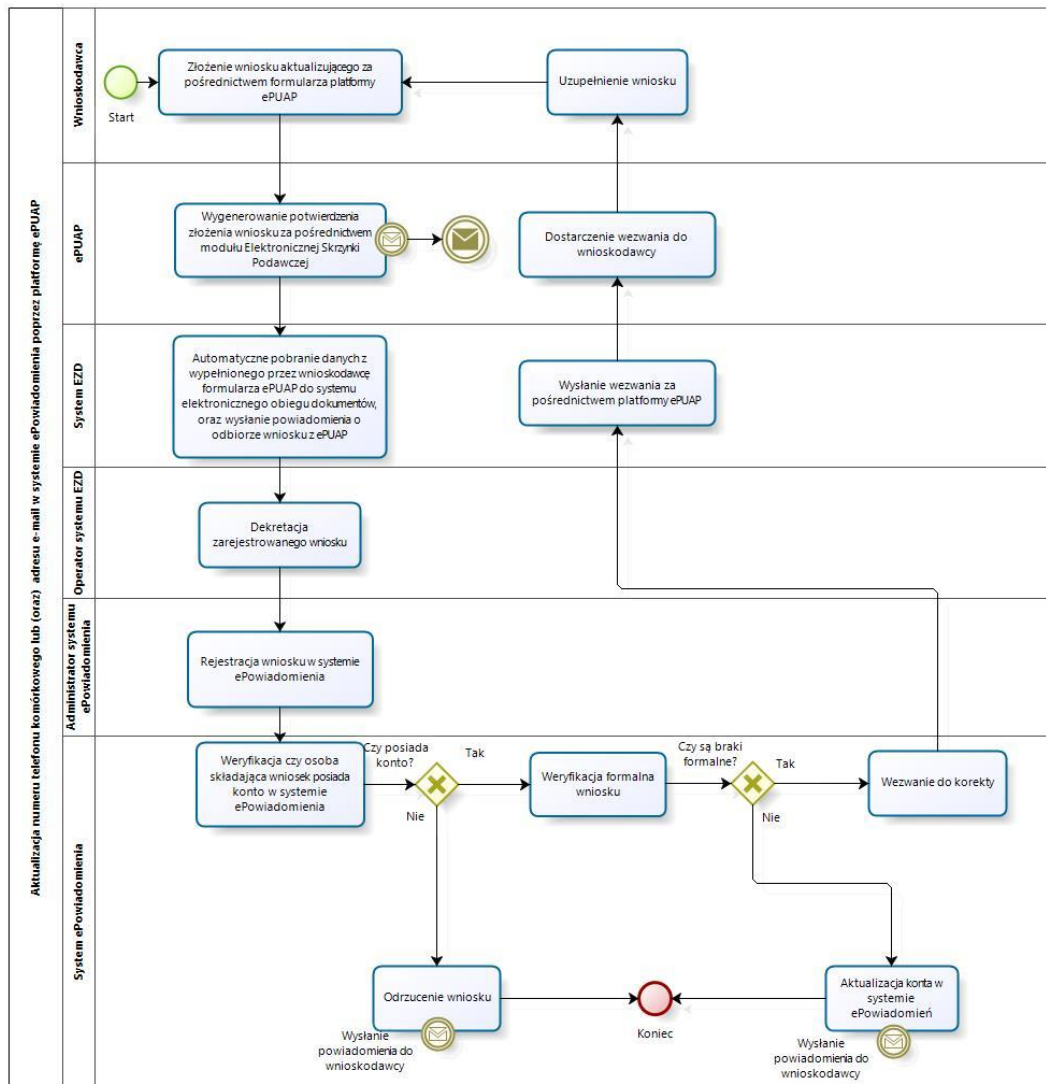 Aktualizacja numeru telefonu komórkowego lub (oraz) adresu e-mail w systemie ePowiadomienia poprzez platformę ePUAP
Wnioskodawca
Start
Złożenie wniosku aktualizującego za
pośrednictwem formularza platformy
ePUAP
Uzupełnienie wniosku
ePUAP
Wygenerowanie potwierdzenia
złożenia wniosku za pośrednictwem
modułu Elektronicznej Skrzynki
Podawczej
Dostarczenie wezwania do
wnioskodawcy
System EZD
Automatyczne pobranie danych z
wypełnionego przez wnioskodawcę
formularza ePUAP do systemu
elektronicznego obiegu dokumentów,
oraz wysłanie powiadomienia o
odbiorze wniosku z ePUAP
Wysłanie wezwania za
pośrednictwem platformy ePUAP
Operator systemu EZD
Dekretacja
zarejestrowanego wniosku
Administrator systemu
ePowiadomienia
Rejestracja wniosku w systemie
ePowiadomienia
System ePowiadomienia
Weryfikacja czy osoba
składająca wniosek posiada
konto w systemie
ePowiadomienia
Czy posiada
konto?
Tak
Nie
Weryfikacja formalna
wniosku
Czy są braki
formalne?
Tak
Nie
Wezwanie do korekty
Odrzucenie wniosku
Wysłanie
powiadomienia do
wnioskodawcy
Koniec
Aktualizacja konta w
systemie
ePowiadomień
Wysłanie
powiadomienia do
wnioskodawcy